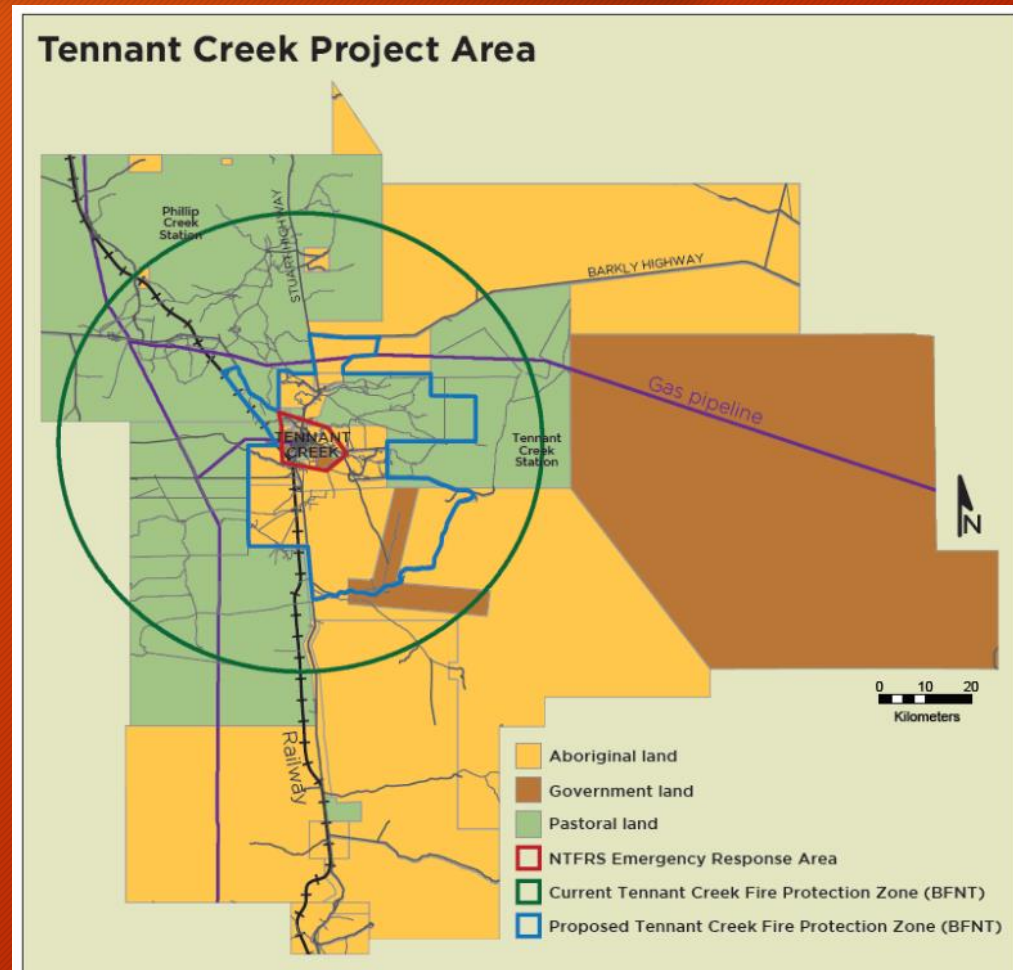 Tennant Creek Project Area
Phillip
Creek
Station
STUART HIGHWAY
BARKLY HIGHWAY
Gas pipeline
TENNANT
CREEK
Tennant
Creek
Station
N
0 10 20
Kilometers
Railway
Aboriginal land
Government land
Pastoral land
NTFRS Emergency Response Area
Current Tennant Creek Fire Protection Zone (BFNT)
Proposed Tennant Creek Fire Protection Zone (BFNT)